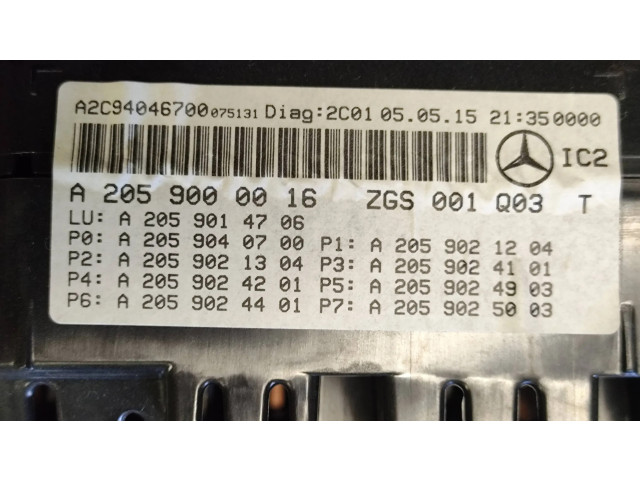 A2C94046700075131 Diag:2C01 05.05.15 21:350000
IC2
A 205 900 00 16 ZGS 001 Q03 T
LU: A 205 901 47 06
P0: A 205 904 07 00 P1: A 205 902 12 04
P2: A 205 902 13 04 P3: A 205 902 41 01
P4: A 205 902 42 01 P5: A 205 902 49 03
P6: A 205 902 44 01 P7: A 205 902 50 03